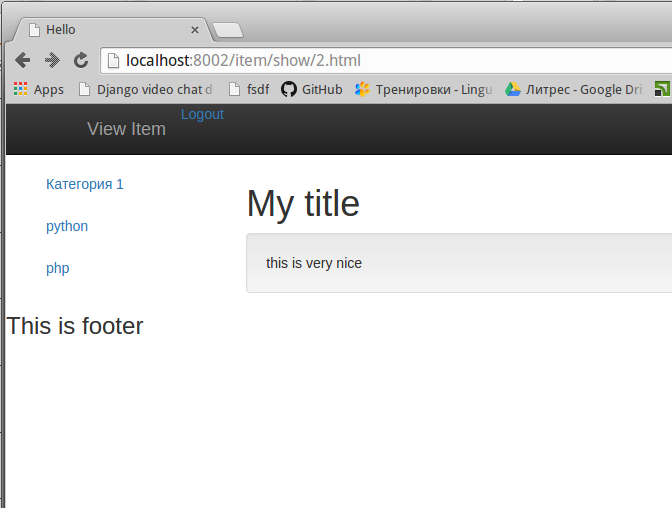 Hello
localhost:8002/item/show/2.html
Apps Django video chat d fsdf GitHub Тренировки - Lingu Литрес - Google Dri
View Item Logout
Категория 1
python
php
My title
this is very nice
This is footer